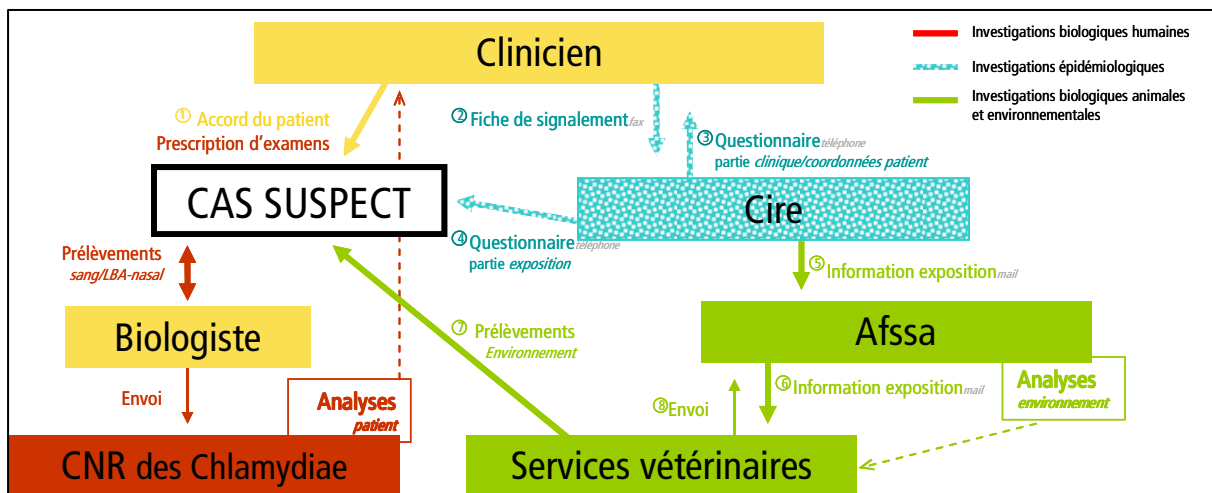 Clinicien
Investigations biologiques humaines
Investigations épidémiologiques
Investigations biologiques animales
et environnementales
① Accord du patient
Prescription d'examens
② Fiche de signalement fax
③ Questionnaire téléphone
partie clinique/coordonnées patient
CAS SUSPECT
Cire
④ Questionnaire téléphone
partie exposition
Prélèvements
sang/LBA-nasal
⑤ Information exposition mail
Biologiste
⑦ Prélèvements
Environnement
Afssa
Envoi
Analyses
patient
⑥ Information exposition mail
⑧ Envoi
Analyses
environnement
CNR des Chlamydiae
Services vétérinaires